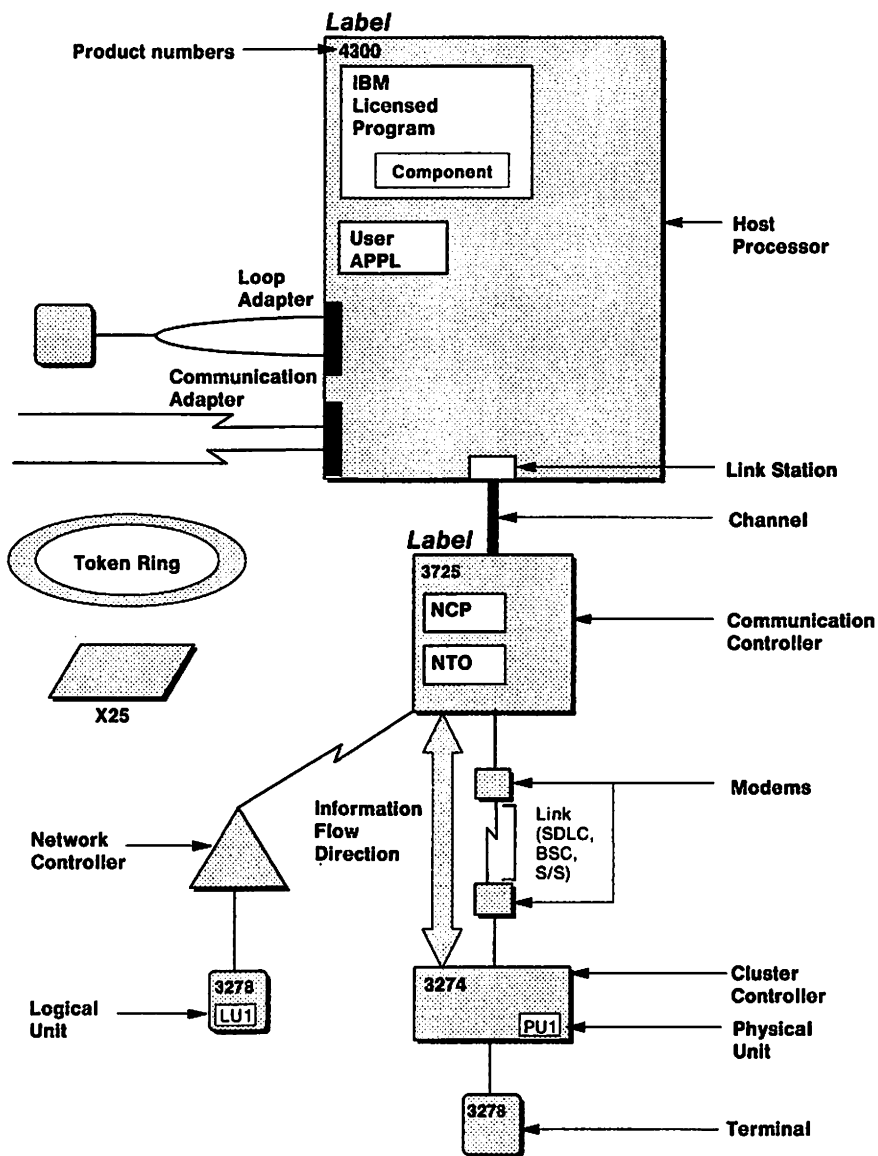 Label
Product numbers
4300
IBM
Licensed
Program
Component
User
APPL
Host
Processor
Loop
Adapter
Communication
Adapter
Link Station
Channel
Label
Token Ring
3725
NCP
NTO
Communication
Controller
X25
Modems
Information
Flow
Direction
Link
(SDLC,
BSC,
S/S)
Network
Controller
3274
PU1
Cluster
Controller
3278
LU1
Logical
Unit
Physical
Unit
3278
Terminal